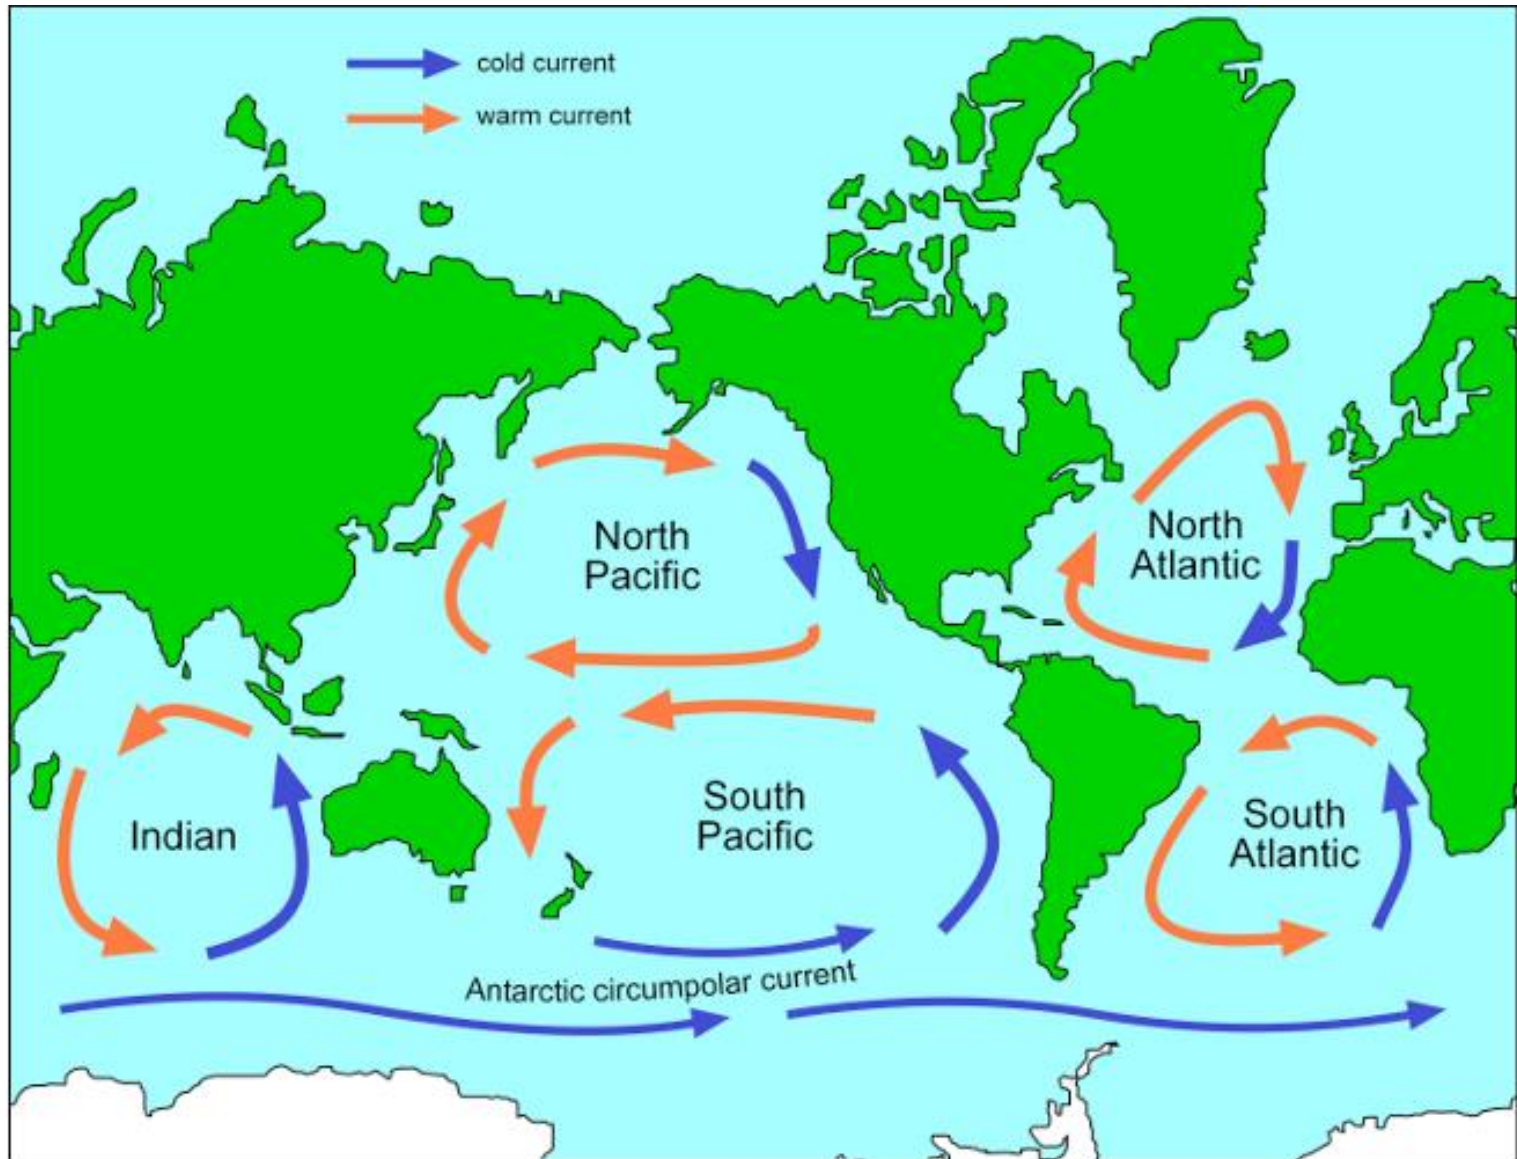 cold current
warm current
North
Pacific
North
Atlantic
Indian
South
Pacific
South
Atlantic
Antarctic circumpolar current